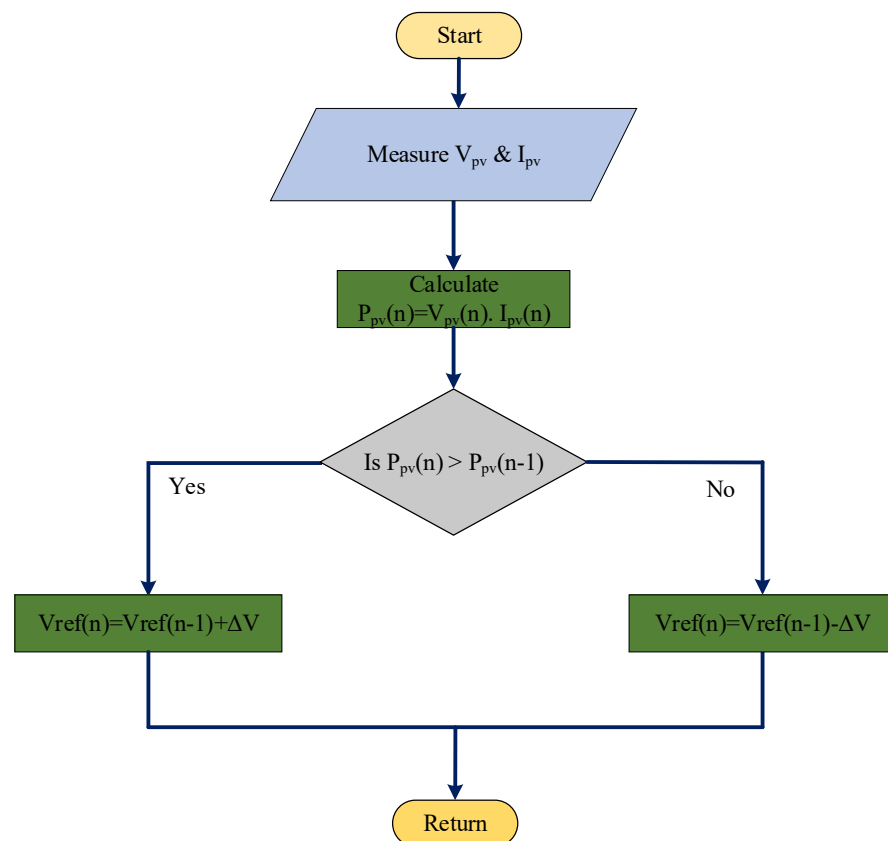 Start
Measure Vpv & Ipv
Calculate
Ppv(n)=Vpv(n). Ipv(n)
Is Ppv(n) > Ppv(n-1)
Yes
No
Vref(n)=Vref(n-1)+ΔV
Vref(n)=Vref(n-1)-ΔV
Return